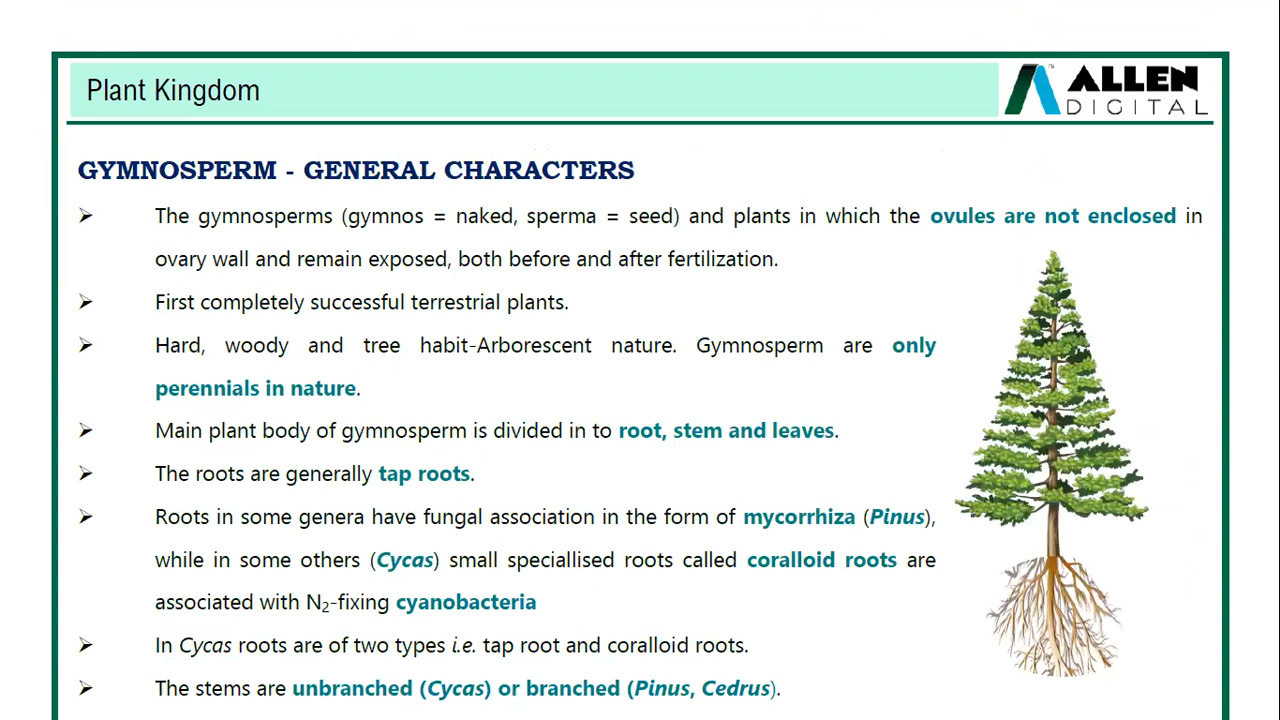 Plant Kingdom
ALLEN
DIGITAL
GYMNOSPERM - GENERAL CHARACTERS
➢ The gymnosperms (gymnos = naked, sperma = seed) and plants in which the ovules are not enclosed in
ovary wall and remain exposed, both before and after fertilization.
➢ First completely successful terrestrial plants.
➢ Hard, woody and tree habit-Arborescent nature. Gymnosperm are only
perennials in nature.
➢ Main plant body of gymnosperm is divided in to root, stem and leaves.
➢ The roots are generally tap roots.
➢ Roots in some genera have fungal association in the form of mycorrhiza (Pinus),
while in some others (Cycas) small specialised roots called coralloid roots are
associated with N₂-fixing cyanobacteria
➢ In Cycas roots are of two types i.e. tap root and coralloid roots.
➢ The stems are unbranched (Cycas) or branched (Pinus, Cedrus).